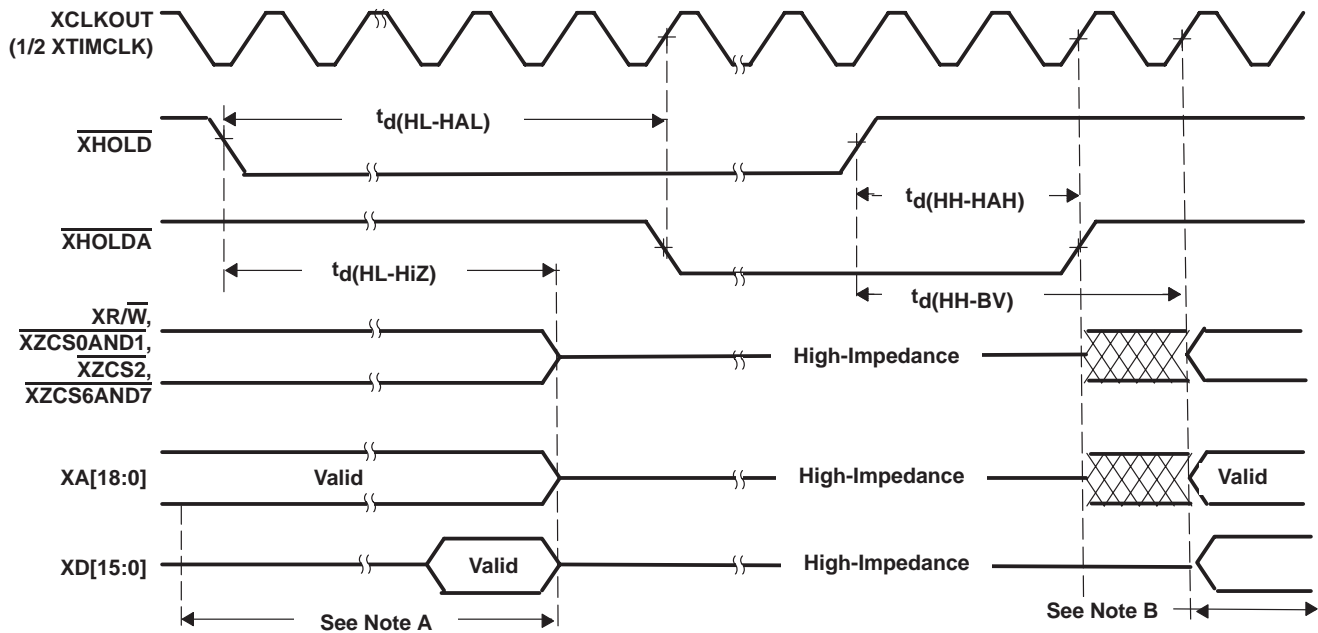 XCLKOUT
(1/2 XTIMCLK)
td(HL-HAL)
XHOLD
td(HH-HAH)
XHOLDA
td(HL-HiZ)
td(HH-BV)
XR/W,
XZCS0AND1,
XZCS2,
XZCS6AND7
High-Impedance
XA[18:0]
Valid
High-Impedance
Valid
XD[15:0]
Valid
High-Impedance
See Note A
See Note B